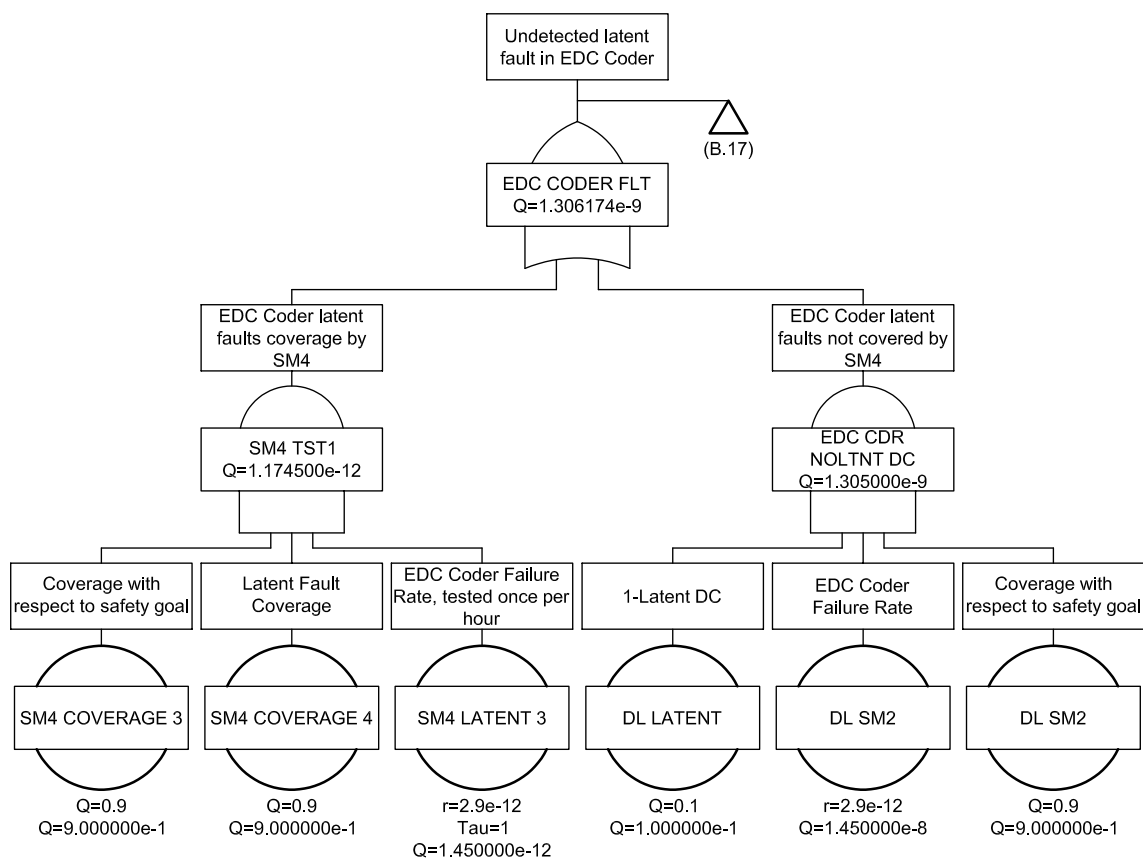 Undetected latent
fault in EDC Coder
(B.17)
EDC CODER FLT
Q=1.306174e-9
EDC Coder latent
faults coverage by
SM4
EDC Coder latent
faults not covered by
SM4
SM4 TST1
Q=1.174500e-12
EDC CDR
NOLTNT DC
Q=1.305000e-9
Coverage with
respect to safety goal
Latent Fault
Coverage
EDC Coder Failure
Rate, tested once per
hour
1-Latent DC
EDC Coder
Failure Rate
Coverage with
respect to safety goal
SM4 COVERAGE 3
SM4 COVERAGE 4
SM4 LATENT 3
DL LATENT
DL SM2
DL SM2
Q=0.9
Q=9.000000e-1
Q=0.9
Q=9.000000e-1
r=2.9e-12
Tau=1
Q=1.450000e-12
Q=0.1
Q=1.000000e-1
r=2.9e-12
Q=1.450000e-8
Q=0.9
Q=9.000000e-1